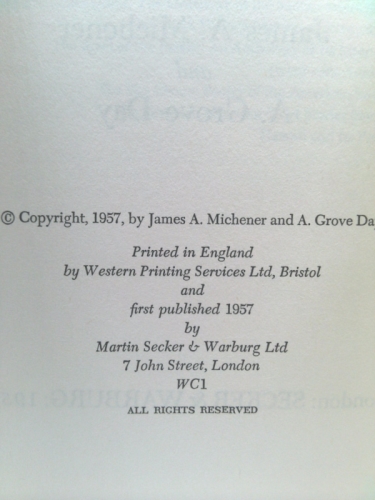 © Copyright, 1957, by James A. Michener and A. Grove Da
Printed in England
by Western Printing Services Ltd, Bristol
and
first published 1957
by
Martin Secker & Warburg Ltd
7 John Street, London
WC1
ALL RIGHTS RESERVED